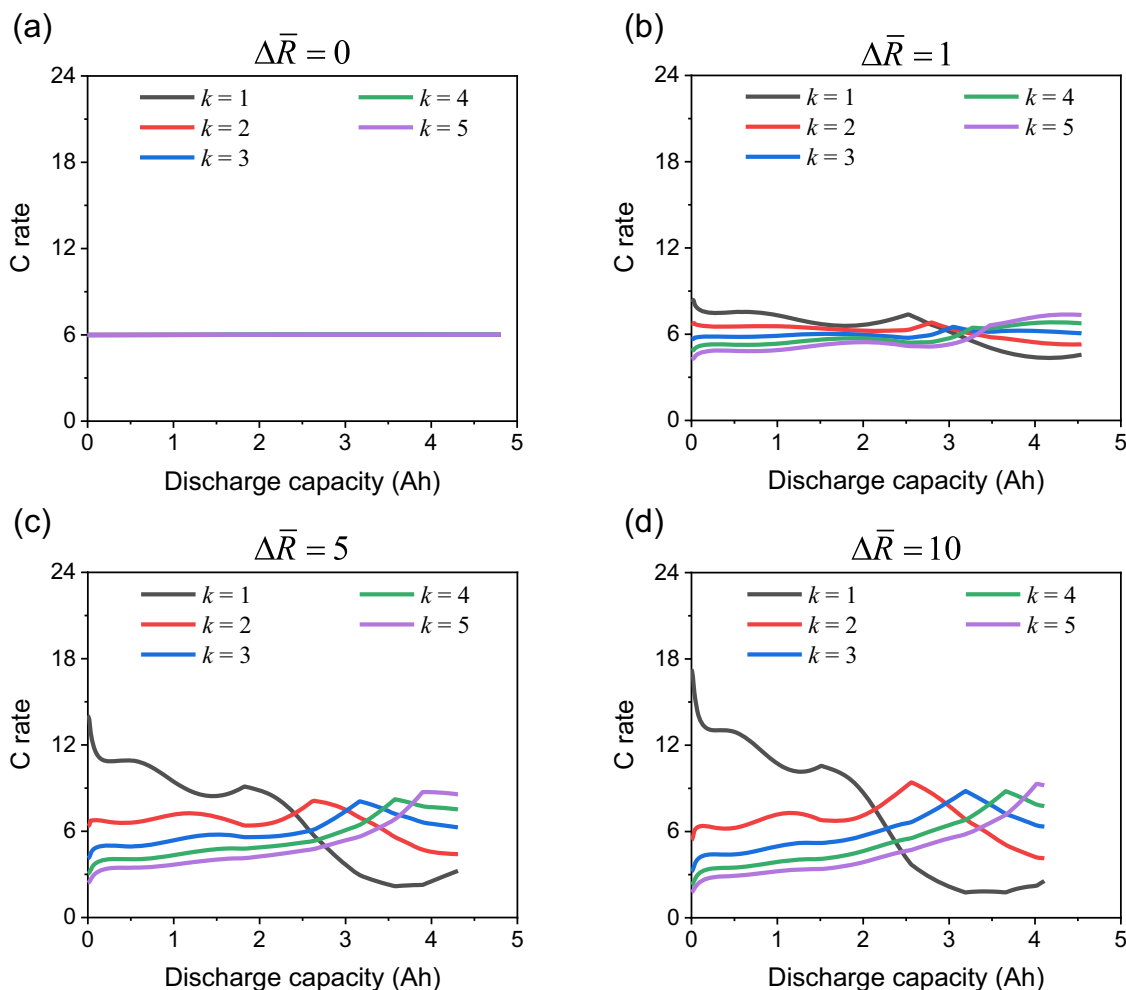 (a)
ΔR̅ = 0
24
18
12
6
0
C rate
k = 1
k = 2
k = 3
k = 4
k = 5
0 1 2 3 4 5
Discharge capacity (Ah)
(b)
ΔR̅ = 1
24
18
12
6
0
C rate
k = 1
k = 2
k = 3
k = 4
k = 5
0 1 2 3 4 5
Discharge capacity (Ah)
(c)
ΔR̅ = 5
24
18
12
6
0
C rate
k = 1
k = 2
k = 3
k = 4
k = 5
0 1 2 3 4 5
Discharge capacity (Ah)
(d)
ΔR̅ = 10
24
18
12
6
0
C rate
k = 1
k = 2
k = 3
k = 4
k = 5
0 1 2 3 4 5
Discharge capacity (Ah)